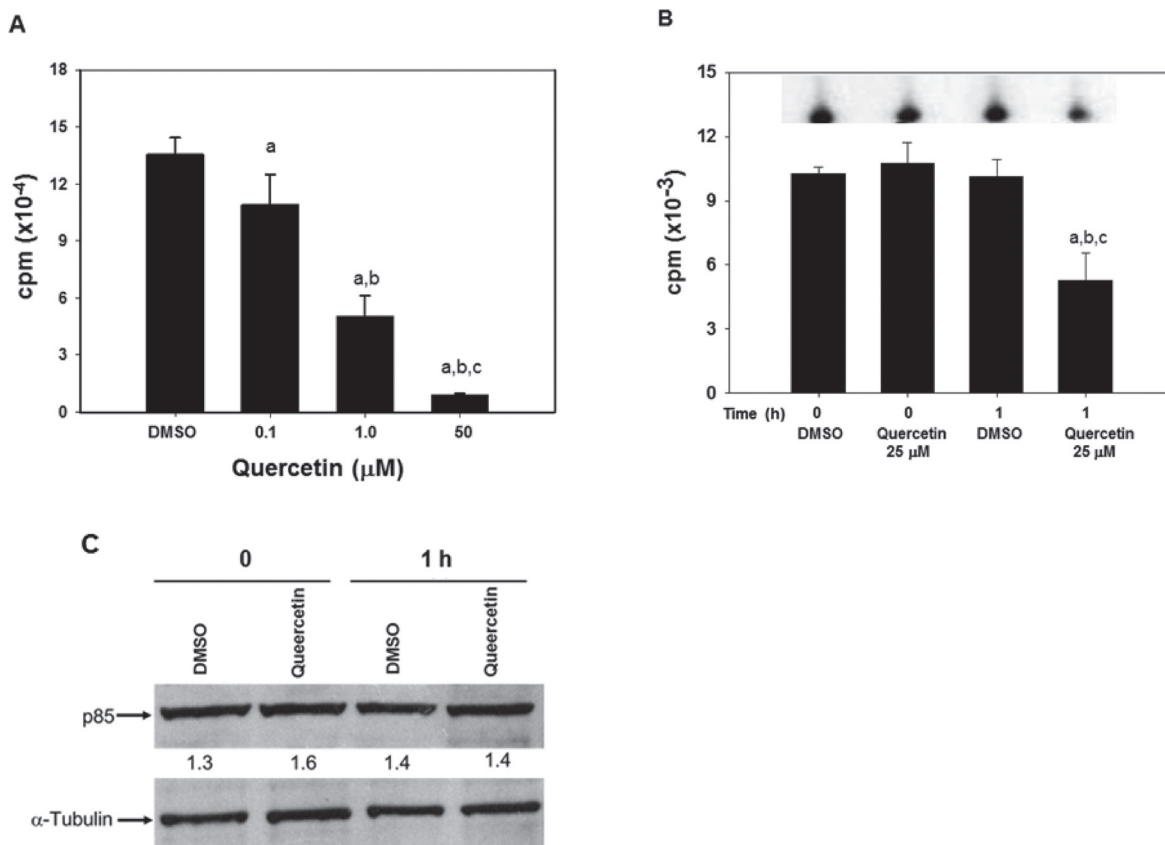 A
18
15
12
9
6
3
0
cpm (x10-4)
a
a,b
a,b,c
DMSO 0.1 1.0 50
Quercetin (μM)
B
15
12
9
6
3
0
cpm (x10-3)
a,b,c
Time (h) 0 0 1 1
DMSO Quercetin DMSO Quercetin
25 μM 25 μM
C
0 1 h
DMSO Queercetin DMSO Queercetin
p85
1.3 1.6 1.4 1.4
α-Tubulin